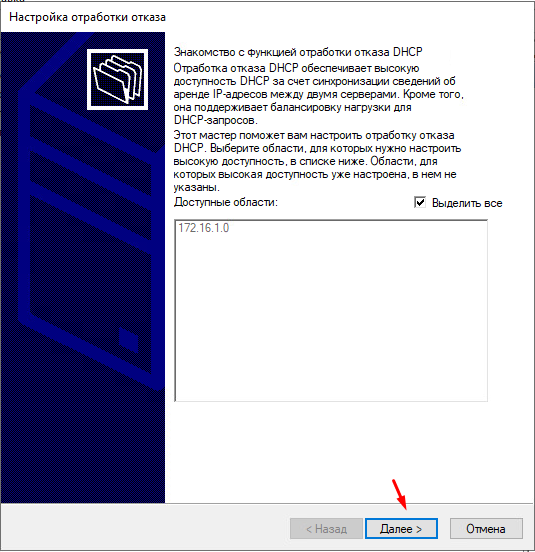 Настройка отработки отказа
Знакомство с функцией отработки отказа DHCP
Отработка отказа DHCP обеспечивает высокую
доступность DHCP за счет синхронизации сведений об
аренде IP-адресов между двумя серверами. Кроме того,
она поддерживает балансировку нагрузки для
DHCP-запросов.
Этот мастер поможет вам настроить отработку отказа
DHCP. Выберите области, для которых нужно настроить
высокую доступность, в списке ниже. Области, для
которых высокая доступность уже настроена, в нем не
указаны.
Доступные области:
Выделить все
172.16.1.0
< Назад
Далее >
Отмена